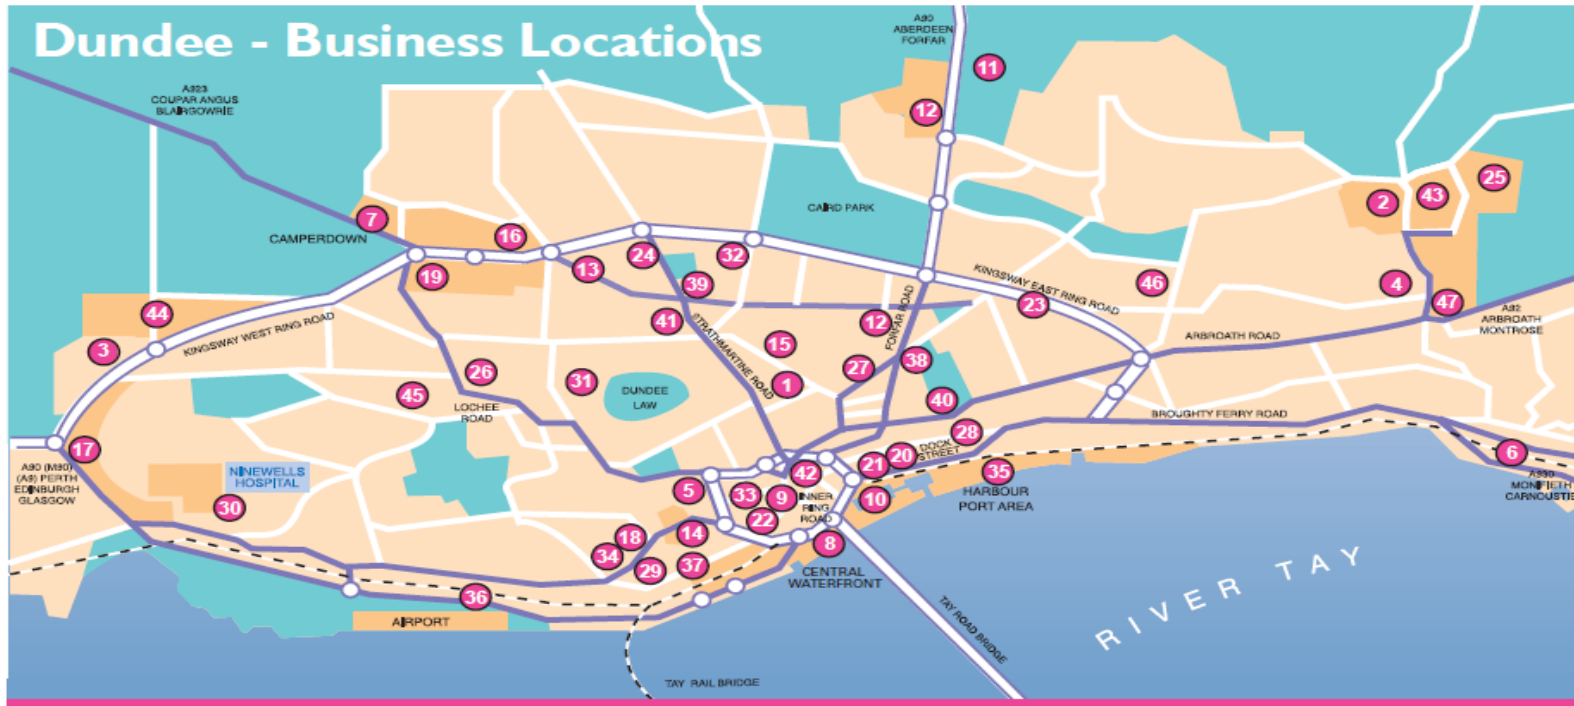 Dundee - Business Locations
A90
ABERDEEN
FORFAR
11
12
A923
COUPAR ANGUS
BLAIRGOWRIE
7
CAMPERDOWN
16
19
13
24
32
39
41
CAIRD PARK
2
43
25
4
47
46
KINGSWAY EAST RING ROAD
23
A92
ARBROATH
MONTROSE
ARBROATH ROAD
44
3
KINGSWAY WEST RING ROAD
STRATHMARTINE ROAD
15
12
FORFAR ROAD
38
27
1
26
45
31
LOCHEE
ROAD
DUNDEE
LAW
40
BROUGHTY FERRY ROAD
28
DOCK
STREET
20
21
17
A90 (M90)
(A9) PERTH
EDINBURGH
GLASGOW
NINEWELLS
HOSPITAL
30
5
33
9
42
22
INNER
RING
ROAD
10
35
HARBOUR
PORT AREA
6
A930
MONIFIETH
CARNOUSTIE
18
34
29
14
37
8
CENTRAL
WATERFRONT
36
AIRPORT
TAY ROAD BRIDGE
RIVER TAY
TAY RAIL BRIDGE